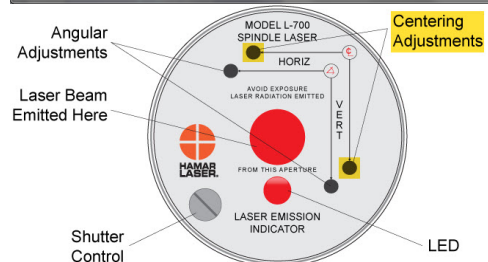 Angular
Adjustments
Laser Beam
Emitted Here
Shutter
Control
MODEL L-700
SPINDLE LASER
HORIZ
VERT
AVOID EXPOSURE
LASER RADIATION EMITTED
FROM THIS APERTURE
HAMAR
LASER
LASER EMISSION
INDICATOR
Centering
Adjustments
LED